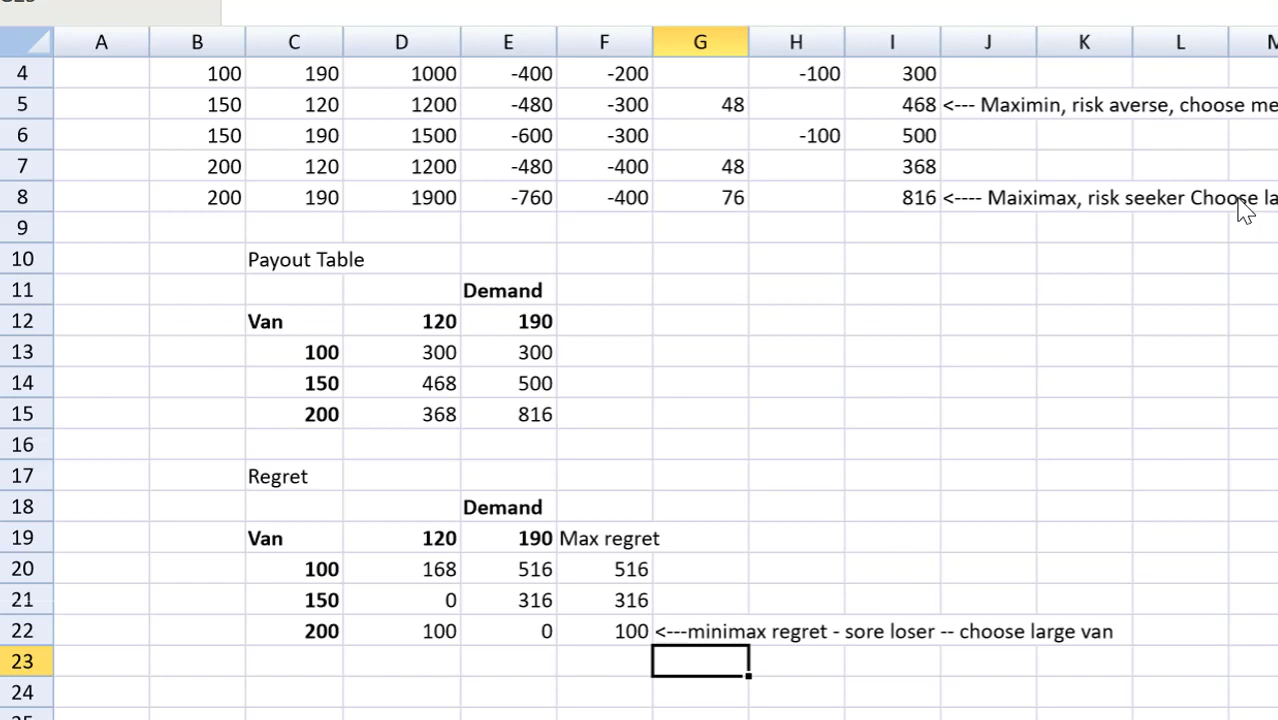 A B C D E F G H I J K L
4 100 190 1000 -400 -200 -100 300
5 150 120 1200 -480 -300 48 468 <--- Maximin, risk averse, choose me
6 150 190 1500 -600 -300 -100 500
7 200 120 1200 -480 -400 48 368
8 200 190 1900 -760 -400 76 816 <---- Maiximax, risk seeker Choose la
9
10 Payout Table
11 Demand
12 Van 120 190
13 100 300 300
14 150 468 500
15 200 368 816
16
17 Regret
18 Demand
19 Van 120 190 Max regret
20 100 168 516 516
21 150 0 316 316
22 200 100 0 100 <---minimax regret - sore loser -- choose large van
23
24